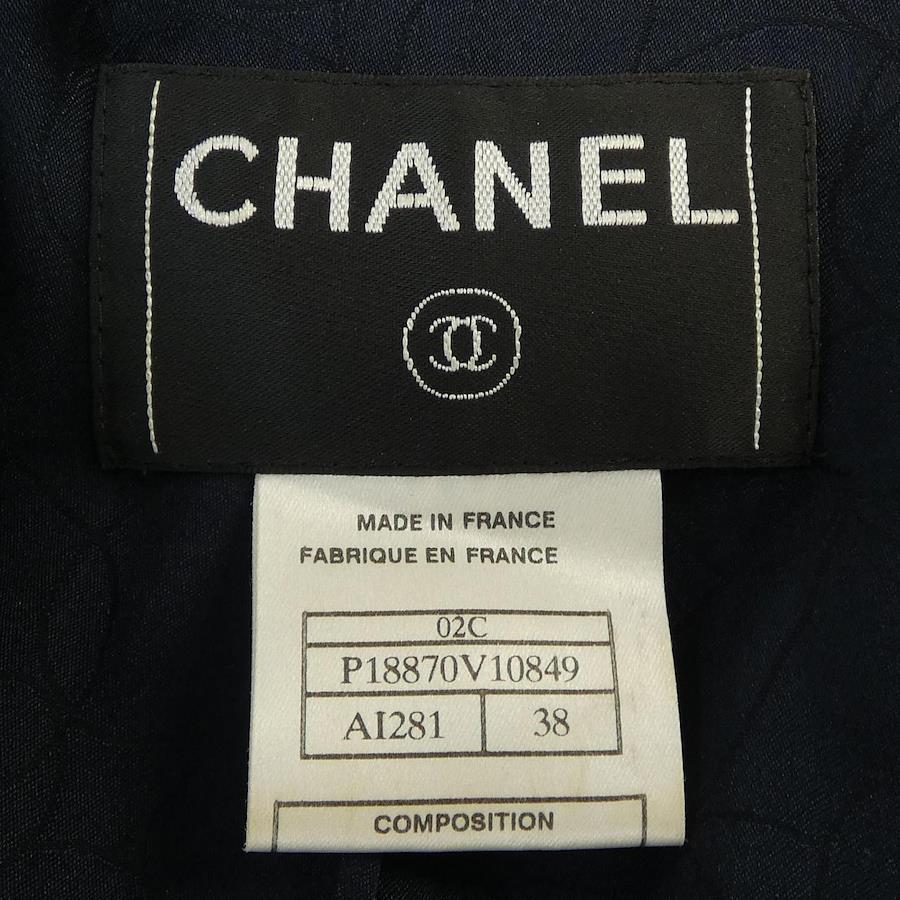 CHANEL
MADE IN FRANCE
FABRIQUE EN FRANCE
02C
P18870V10849
AI281 38
COMPOSITION